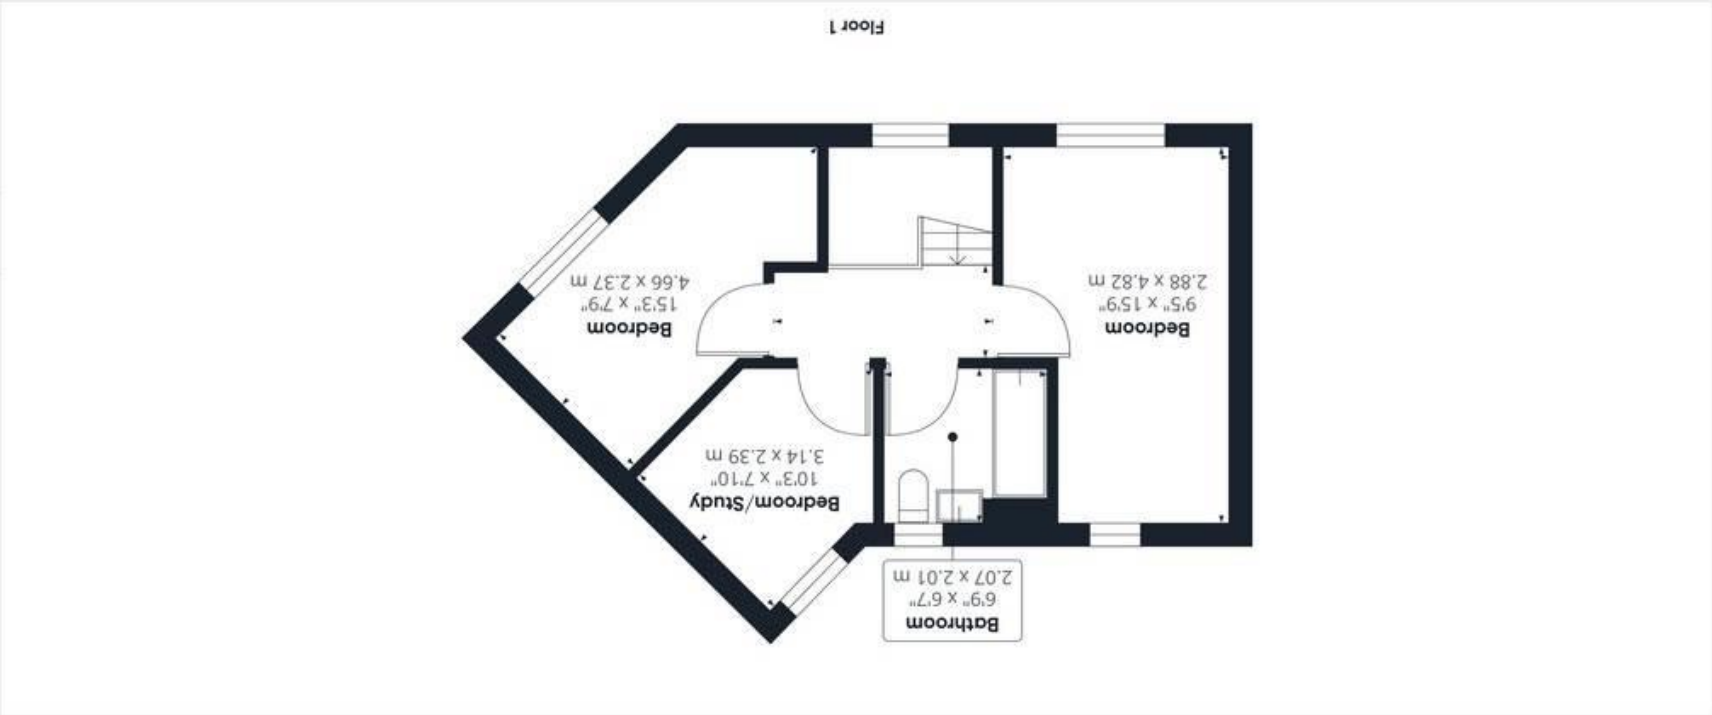 Bathroom
6'9" x 6'7"
2.07 x 2.01 m
Bedroom/Study
10'3" x 7'10"
3.14 x 2.39 m
Bedroom
9'5" x 15'9"
2.88 x 4.82 m
Bedroom
15'3" x 7'9"
4.66 x 2.37 m
Floor 1